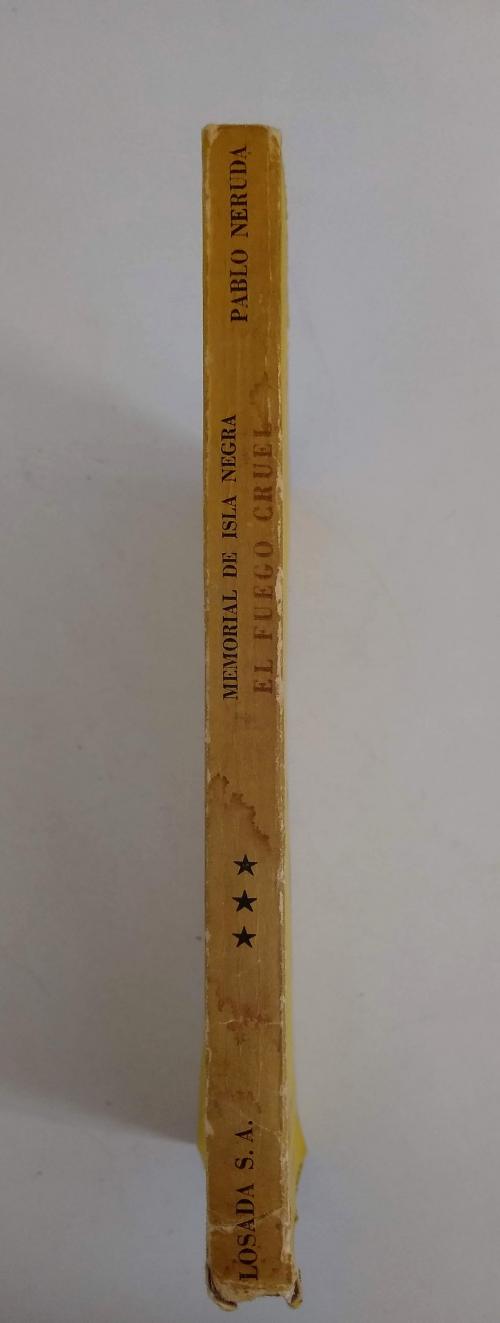 PABLO NERUDA
MEMORIAL DE ISLA NEGRA
EL FUEGO CRUEL
★ ★ ★
LOSADA S. A.